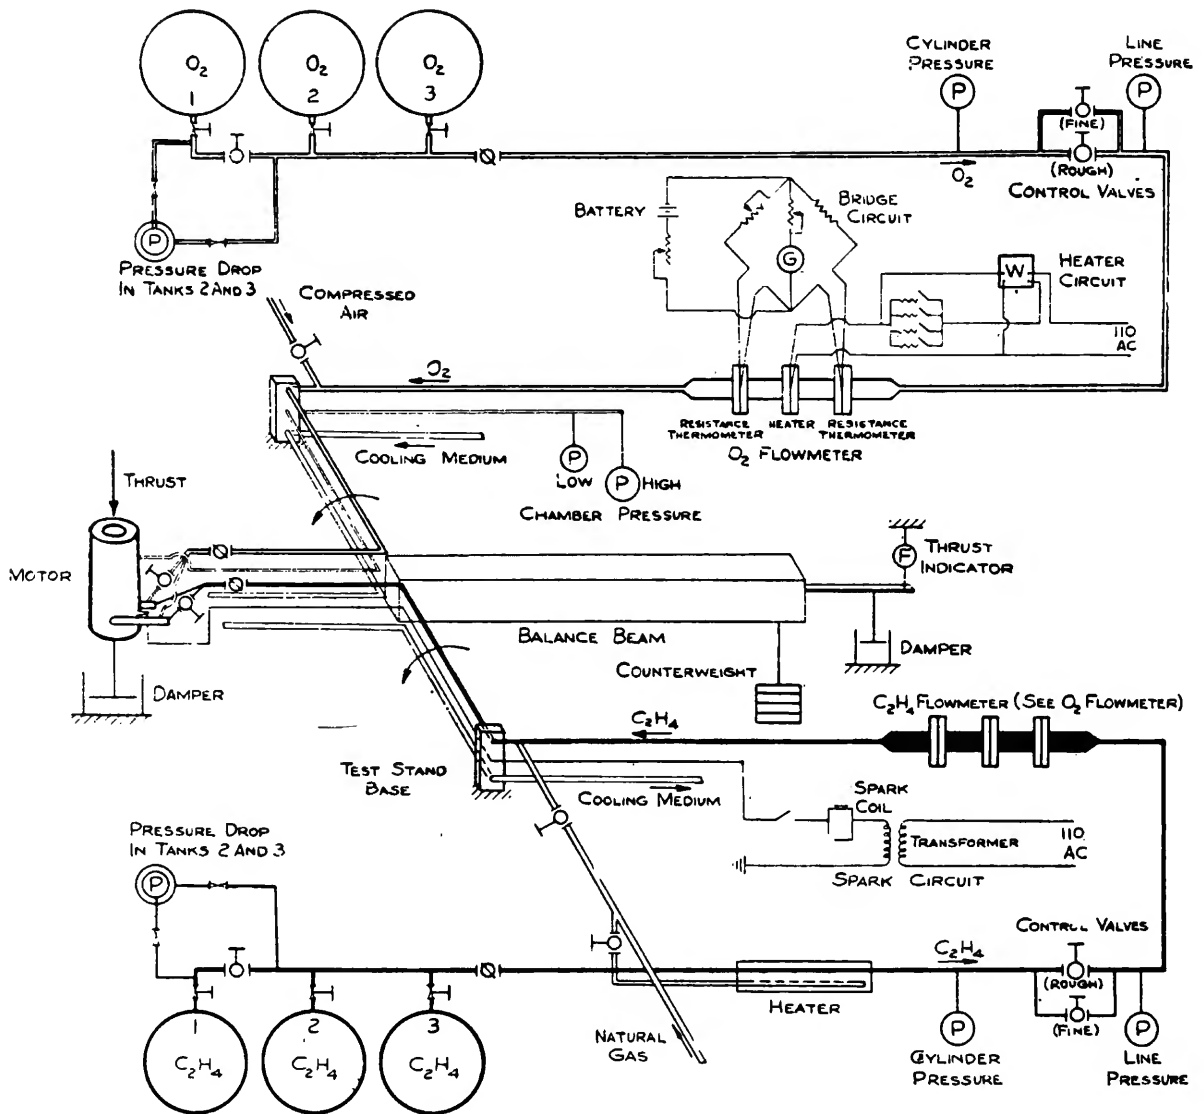 O2
1
O2
2
O2
3
CYLINDER
PRESSURE
P
LINE
PRESSURE
P
(FINE)
(ROUGH)
O2
CONTROL VALVES
P
PRESSURE DROP
IN TANKS 2 AND 3
BATTERY
BRIDGE
CIRCUIT
G
HEATER
CIRCUIT
W
110
AC
COMPRESSED
AIR
O2
RESISTANCE
THERMOMETER
HEATER
RESISTANCE
THERMOMETER
O2 FLOWMETER
COOLING MEDIUM
P
LOW
P
HIGH
CHAMBER PRESSURE
THRUST
MOTOR
DAMPER
BALANCE BEAM
F
THRUST
INDICATOR
DAMPER
COUNTERWEIGHT
C2H4
C2H4 FLOWMETER (SEE O2 FLOWMETER)
TEST STAND
BASE
COOLING MEDIUM
SPARK
COIL
TRANSFORMER
110
AC
SPARK CIRCUIT
PRESSURE DROP
IN TANKS 2 AND 3
P
CONTROL VALVES
C2H4
(ROUGH)
(FINE)
HEATER
NATURAL
GAS
P
CYLINDER
PRESSURE
P
LINE
PRESSURE
1
C2H4
2
C2H4
3
C2H4